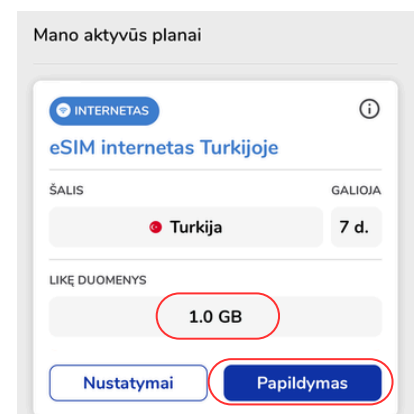 Mano aktyvūs planai
INTERNETAS
eSIM internetas Turkijoje
ŠALIS
GALIOJA
Turkija
7 d.
LIKĘ DUOMENYS
1.0 GB
Nustatymai
Papildymas